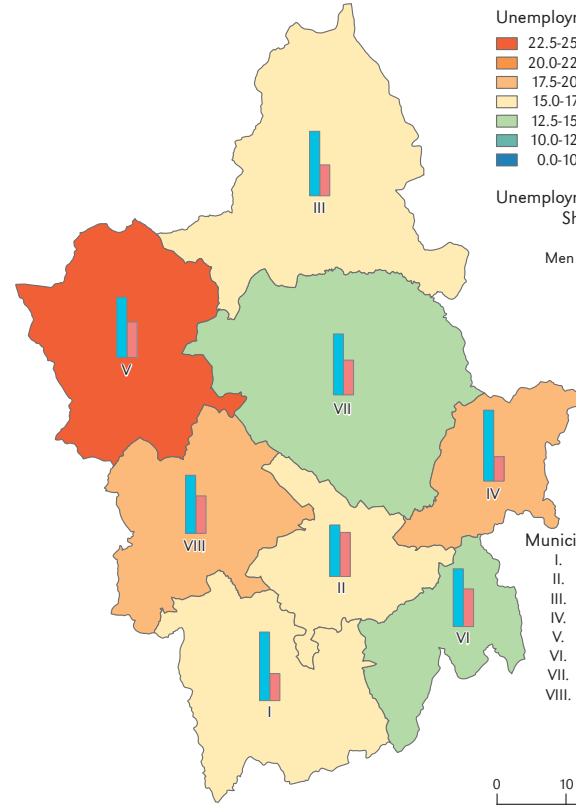 Unemploym
22.5-25
20.0-22
17.5-20
15.0-17
12.5-15
10.0-12
0.0-10
Unemploym
Sh
Men
III
V
VII
IV
VIII
II
VI
I
Munici
I.
II.
III.
IV.
V.
VI.
VII.
VIII.
0 10